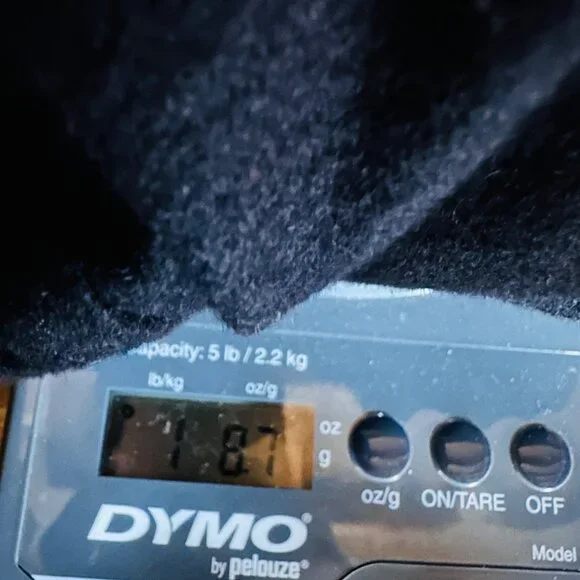 apacity: 5 lb / 2.2 kg
lb/kg oz/g
oz
1 8.7
g
oz/g ON/TARE OFF
DYMO®
by pelouze®
Model